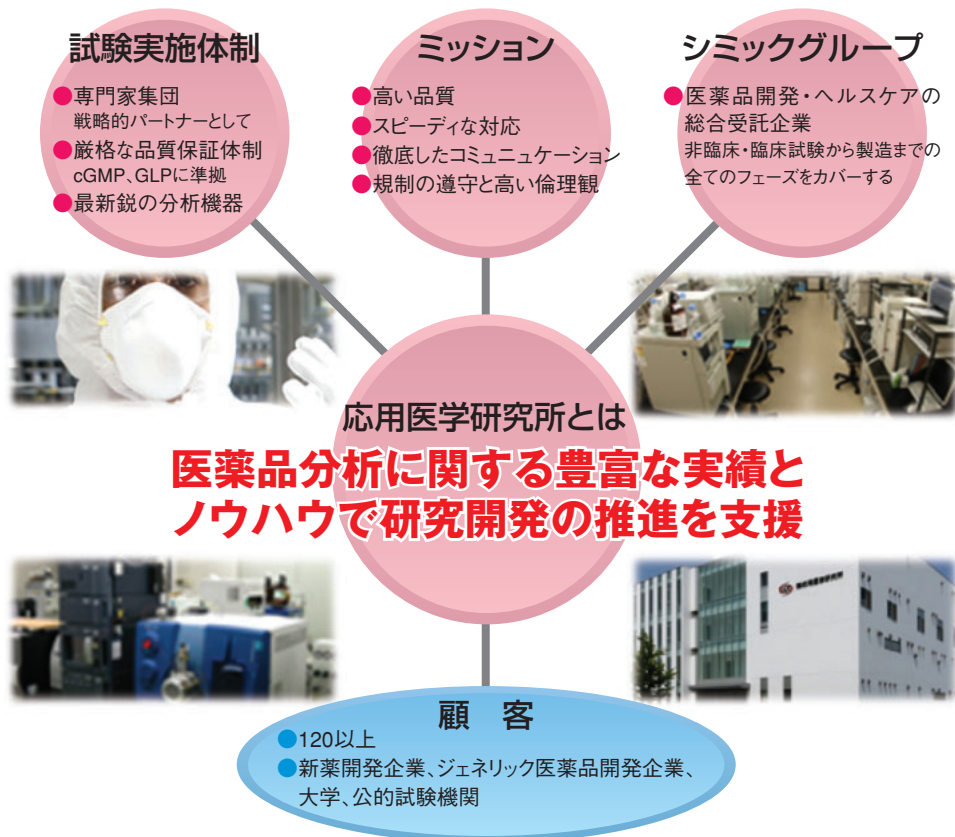 試験実施体制
●専門家集団
戦略的パートナーとして
●厳格な品質保証体制
cGMP、GLPに準拠
●最新鋭の分析機器
ミッション
●高い品質
●スピーディな対応
●徹底したコミュニュケーション
●規制の遵守と高い倫理観
シミックグループ
●医薬品開発・ヘルスケアの
総合受託企業
非臨床・臨床試験から製造までの
全てのフェーズをカバーする
応用医学研究所とは
医薬品分析に関する豊富な実績と
ノウハウで研究開発の推進を支援
顧 客
●120以上
●新薬開発企業、ジェネリック医薬品開発企業、
大学、公的試験機関